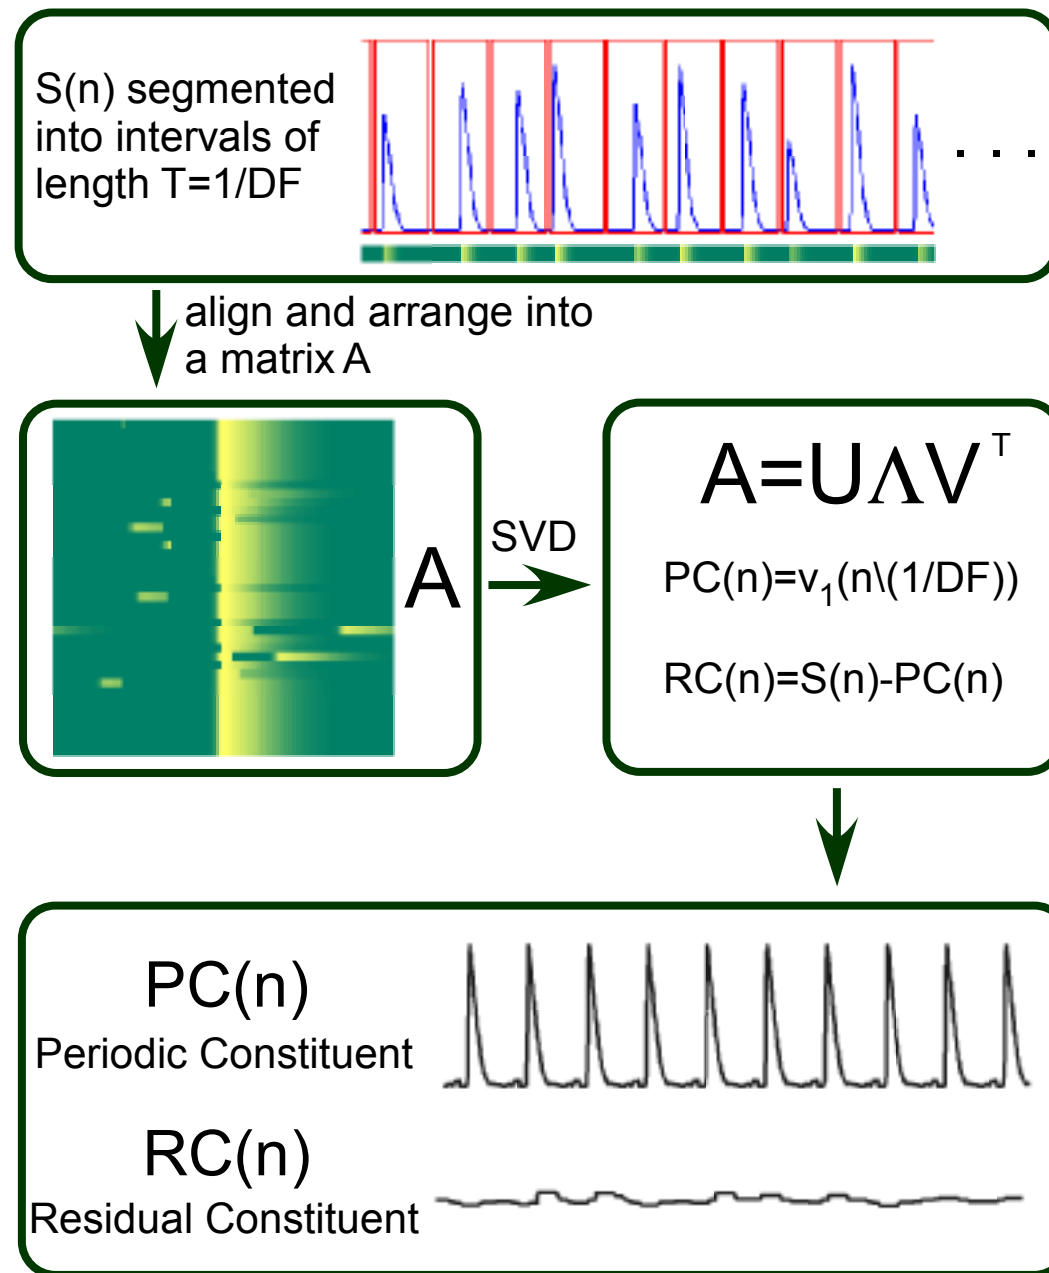 S(n) segmented
into intervals of
length T=1/DF
. . .
align and arrange into
a matrix A
A
SVD
A=UΛV^T
PC(n)=v₁(n\(1/DF))
RC(n)=S(n)-PC(n)
PC(n)
Periodic Constituent
RC(n)
Residual Constituent